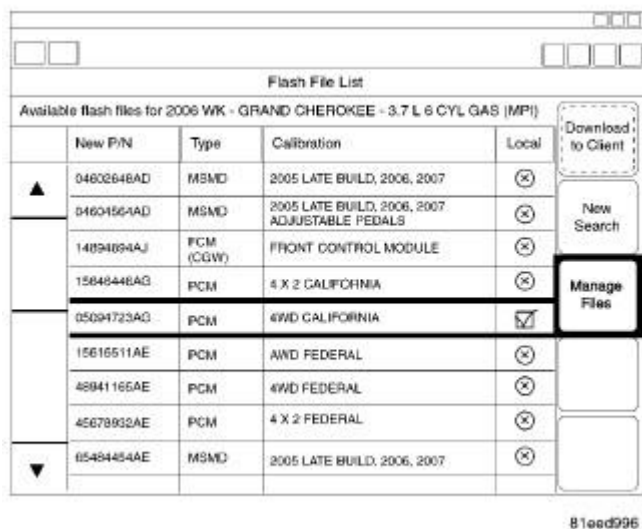 Flash File List
Available flash files for 2006 WK - GRAND CHEROKEE - 3.7 L 6 CYL GAS (MPI)
Download
to Client
New P/N Type Calibration Local
04602648AD MSMD 2005 LATE BUILD, 2006, 2007
04604564AD MSMD 2005 LATE BUILD, 2006, 2007
ADJUSTABLE PEDALS
New
Search
14894894AJ FCM
(CGW) FRONT CONTROL MODULE
15646446AG PCM 4 X 2 CALIFORNIA
Manage
Files
05094723AG PCM 4WD CALIFORNIA
15616511AE PCM AWD FEDERAL
48941165AE PCM 4WD FEDERAL
45678932AE PCM 4 X 2 FEDERAL
65484454AE MSMD 2005 LATE BUILD, 2006, 2007
81eed996